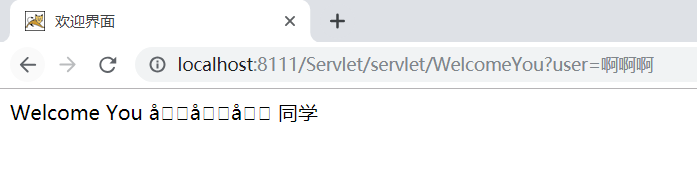 欢迎界面
localhost:8111/Servlet/servlet/WelcomeYou?user=啊啊啊
Welcome You å□□å□□å□□ 同学